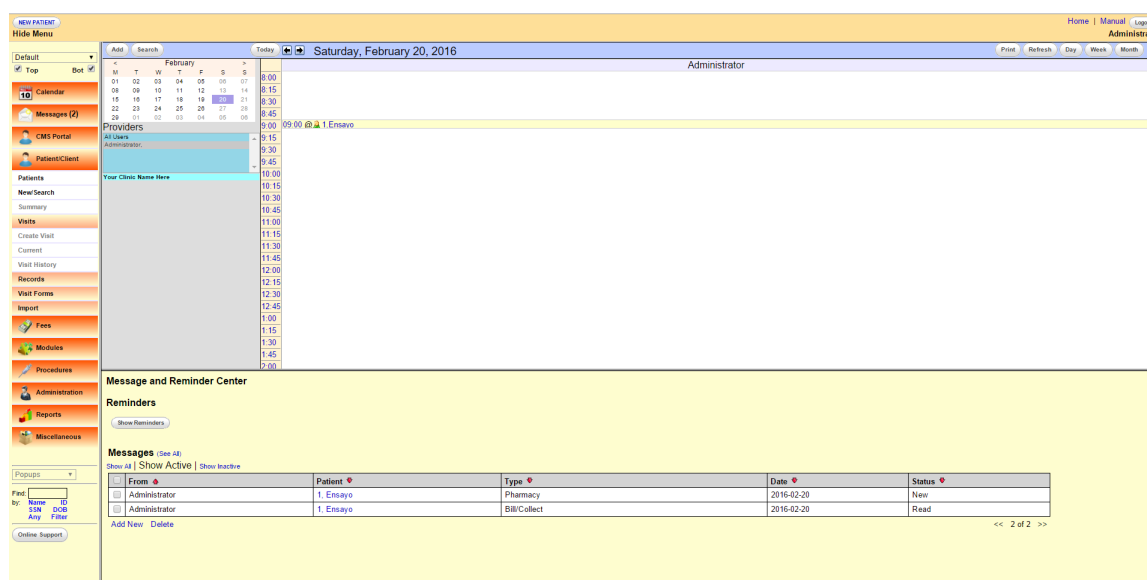 NEW PATIENT
Home | Manual
Hide Menu
Administra
Default
Top Bot
10 Calendar
Messages (2)
CMS Portal
Patient/Client
Patients
New/Search
Summary
Visits
Create Visit
Current
Visit History
Records
Visit Forms
Import
Fees
Modules
Procedures
Administration
Reports
Miscellaneous
Popups
Find:
by: Name ID
SSN DOB
Any Filter
Online Support
Add Search
Today Saturday, February 20, 2016
Print Refresh Day Week Month
< February >
M T W T F S S
01 02 03 04 05 06 07
08 09 10 11 12 13 14
15 16 17 18 19 20 21
22 23 24 25 26 27 28
29 01 02 03 04 05 06
Providers
All Users
Administrator,
Your Clinic Name Here
Administrator
8:00
8:15
8:30
8:45
9:00 09:00 @ 1,Ensayo
9:15
9:30
9:45
10:00
10:15
10:30
10:45
11:00
11:15
11:30
11:45
12:00
12:15
12:30
12:45
1:00
1:15
1:30
1:45
2:00
Message and Reminder Center
Reminders
Show Reminders
Messages (See All)
Show All | Show Active | Show Inactive
From Patient Type Date Status
Administrator 1, Ensayo Pharmacy 2016-02-20 New
Administrator 1, Ensayo Bill/Collect 2016-02-20 Read
Add New Delete
<< 2 of 2 >>